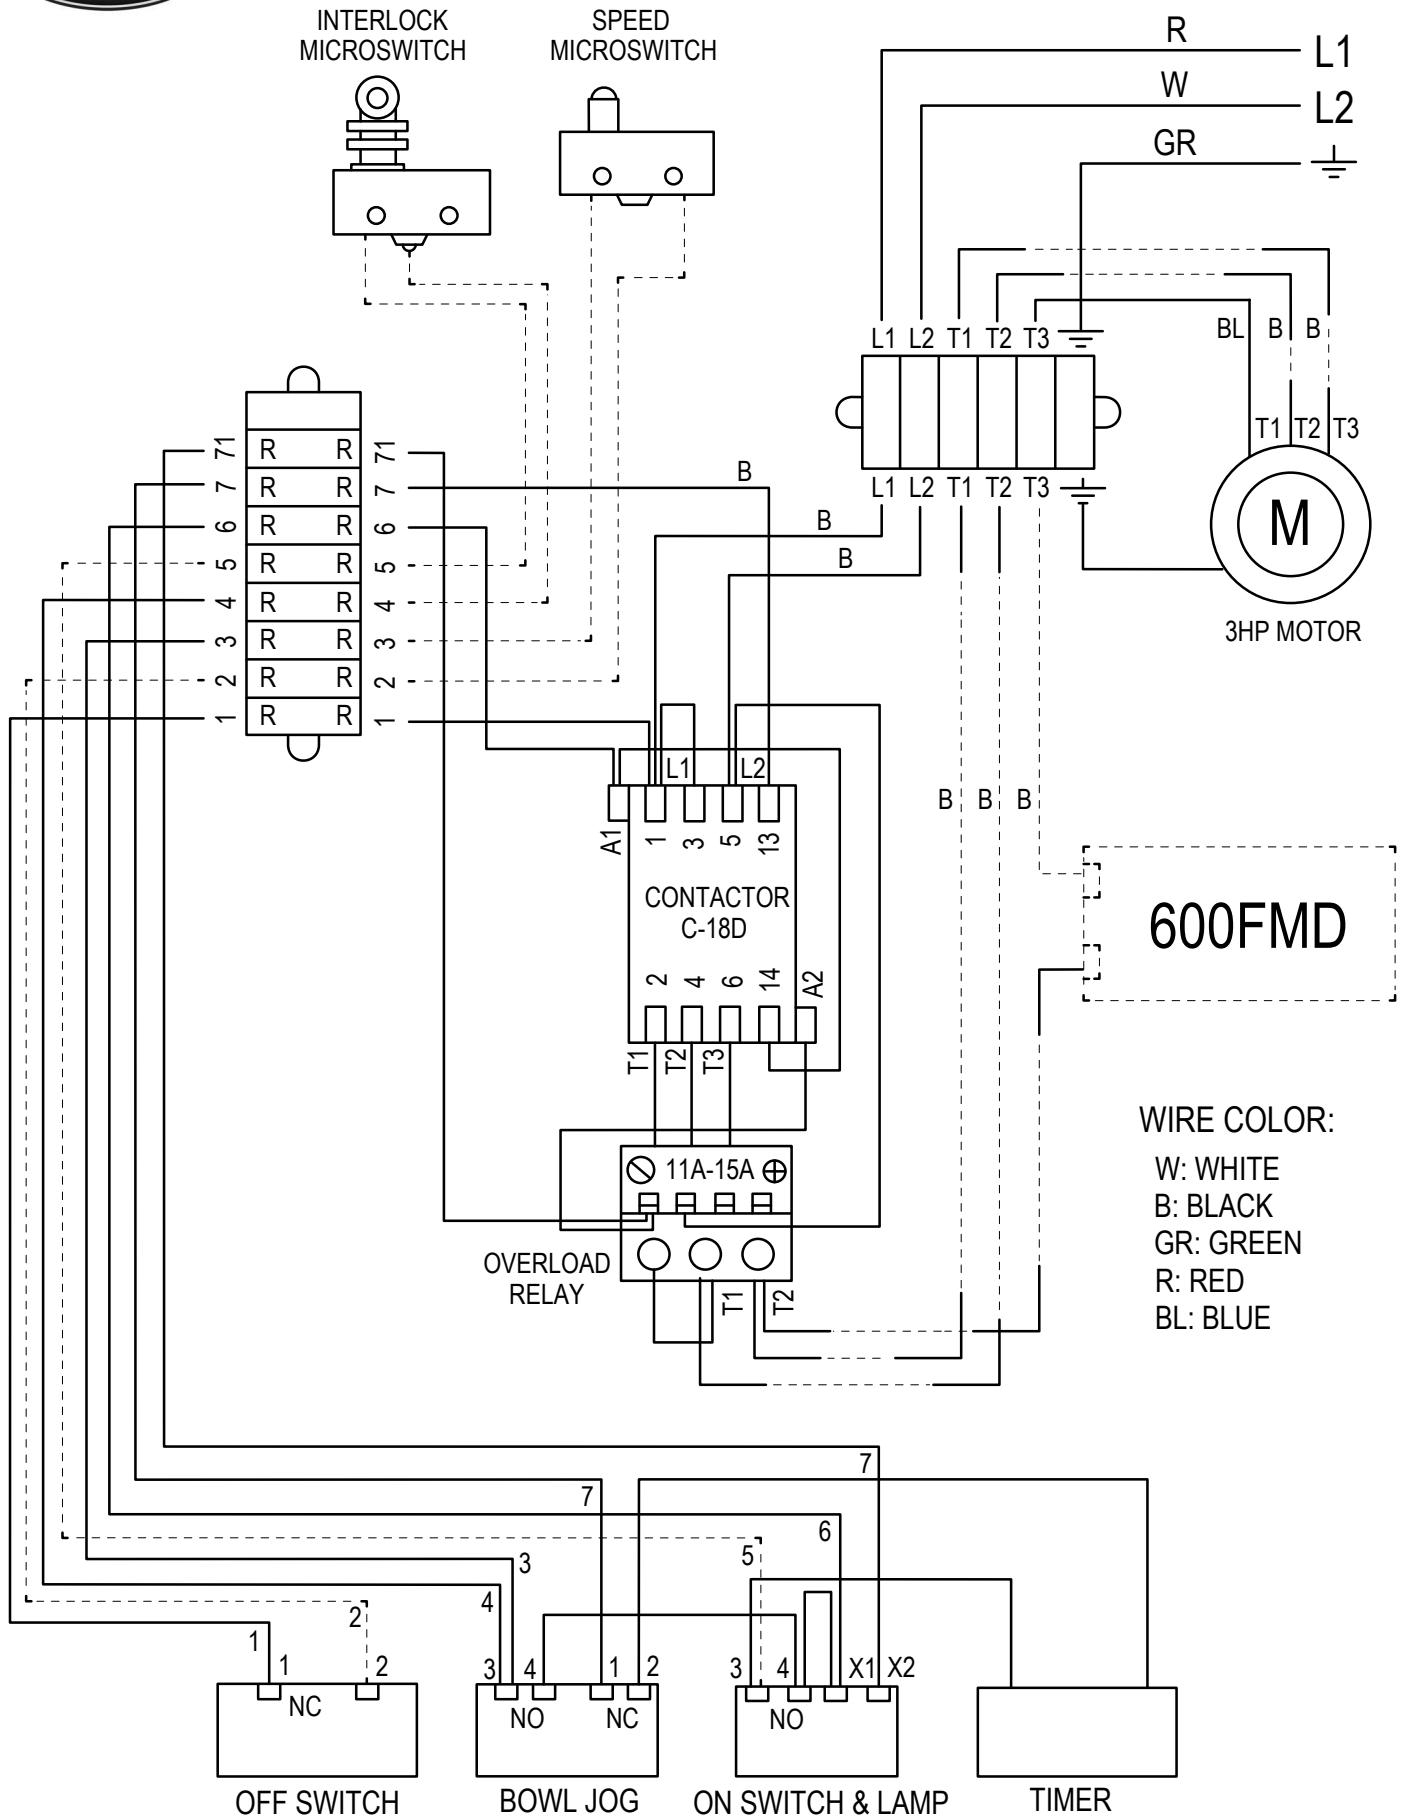 INTERLOCK
MICROSWITCH
SPEED
MICROSWITCH
R
L1
W
L2
GR
L1 L2 T1 T2 T3
BL B B
T1 T2 T3
M
3HP MOTOR
L1 L2 T1 T2 T3
B
B
B
71 R R 71
7 R R 7
6 R R 6
5 R R 5
4 R R 4
3 R R 3
2 R R 2
1 R R 1
L1 L2
A1 1 3 5 13
CONTACTOR
C-18D
2 4 6 14 A2
T1 T2 T3
B B B
600FMD
11A-15A
OVERLOAD
RELAY
T1 T2
WIRE COLOR:
W: WHITE
B: BLACK
GR: GREEN
R: RED
BL: BLUE
7
7
6
5
3
4
2
1
1 2
NC
OFF SWITCH
3 4 1 2
NO NC
BOWL JOG
3 4 X1 X2
NO
ON SWITCH & LAMP
TIMER